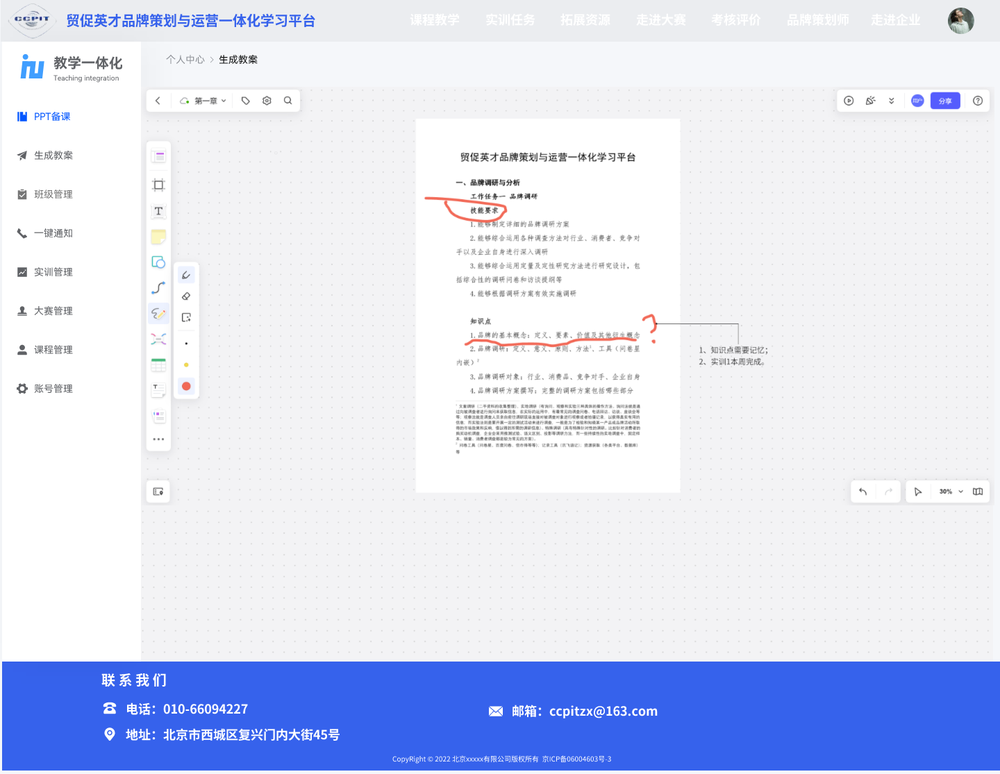 CCPIT
贸促英才品牌策划与运营一体化学习平台
课程教学 实训任务 拓展资源 走进大赛 考核评价 品牌策划师 走进企业
教学一体化
Teaching integration
个人中心 > 生成教案
PPT备课
生成教案
班级管理
一键通知
实训管理
大赛管理
课程管理
账号管理
第一章
用户
分享
贸促英才品牌策划与运营一体化学习平台
一、品牌调研与分析
工作任务一 品牌调研
技能要求
1.能够制定详细的品牌调研方案
2.能够综合运用各种调查方法对行业、消费者、竞争对
手以及企业自身进行深入调研
3.能够综合运用定量及定性研究方法进行研究设计，包
括综合性的调研问卷和访谈提纲等
4.能够根据调研方案有效实施调研
知识点
1.品牌的基本概念：定义、要素、价值及其他衍生概念
2.品牌调研：定义、意义、原则、方法1、工具（问卷星
内嵌）2
3.品牌调研对象：行业、消费品、竞争对手、企业自身
4.品牌调研方案撰写：完整的调研方案包括哪些部分
?
1、知识点需要记忆；
2、实训1本周完成。
30%
联系我们
电话：010-66094227
邮箱：ccpitzx@163.com
地址：北京市西城区复兴门内大街45号
CopyRight © 2022 北京xxxxx有限公司版权所有 京ICP备06004603号-3